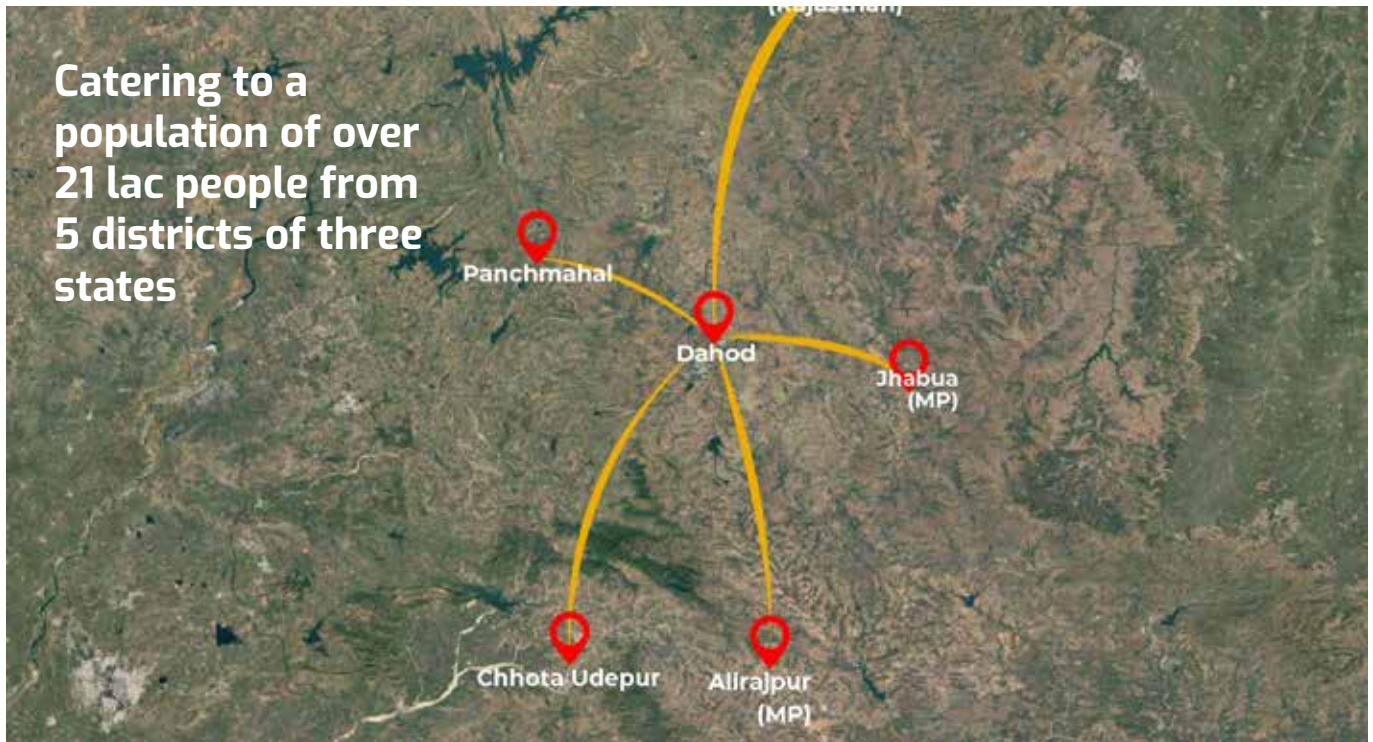 (Rajasthan)
Catering to a
population of over
21 lac people from
5 districts of three
states
Panchmahal
Dahod
Jhabua
(MP)
Chhota Udepur
Alirajpur
(MP)